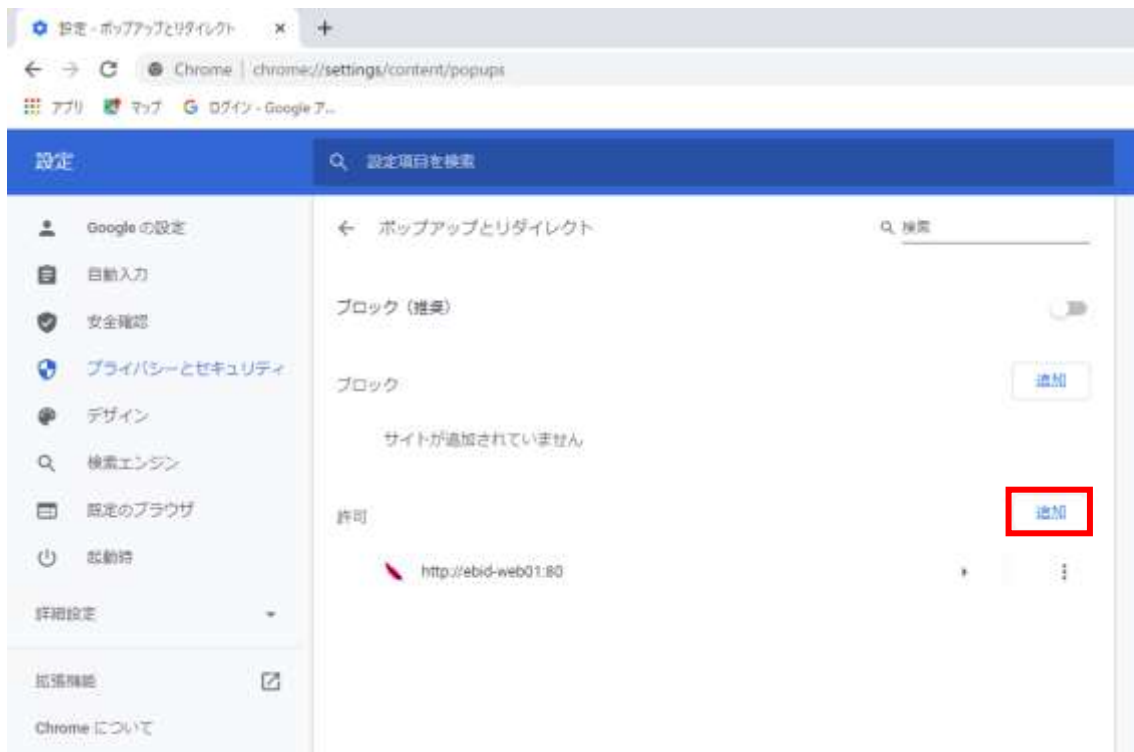 設定 - ポップアップとリダイレクト
Chrome | chrome://settings/content/popups
アプリ マップ ログイン - Google ア...
設定
設定項目を検索
Google の設定
自動入力
安全確認
プライバシーとセキュリティ
デザイン
検索エンジン
既定のブラウザ
起動時
詳細設定
拡張機能
Chrome について
ポップアップとリダイレクト
検索
ブロック（推奨）
ブロック
追加
サイトが追加されていません
許可
追加
http://ebid-web01:80